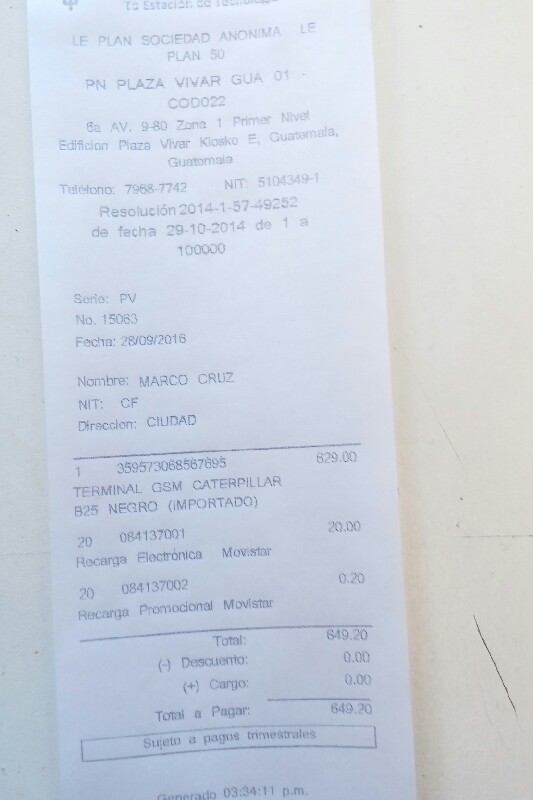 Tu Estación de Tecnología
LE PLAN SOCIEDAD ANONIMA LE
PLAN 50
PN PLAZA VIVAR GUA 01 -
COD022
6a AV. 9-80 Zona 1 Primer Nivel
Edificion Plaza Vivar Kiosko E, Guatemala,
Guatemala
Teléfono: 7968-7742 NIT: 5104349-1
Resolución 2014-1-57-49252
de fecha 29-10-2014 de 1 a
100000
Serie: PV
No. 15063
Fecha: 28/09/2016
Nombre: MARCO CRUZ
NIT: CF
Direccion: CIUDAD
1 359573068567695 629.00
TERMINAL GSM CATERPILLAR
B25 NEGRO (IMPORTADO)
20 084137001 20.00
Recarga Electrónica Movistar
20 084137002 0.20
Recarga Promocional Movistar
Total: 649.20
(-) Descuento: 0.00
(+) Cargo: 0.00
Total a Pagar: 649.20
Sujeto a pagos trimestrales
Generado 03:34:11 p.m.